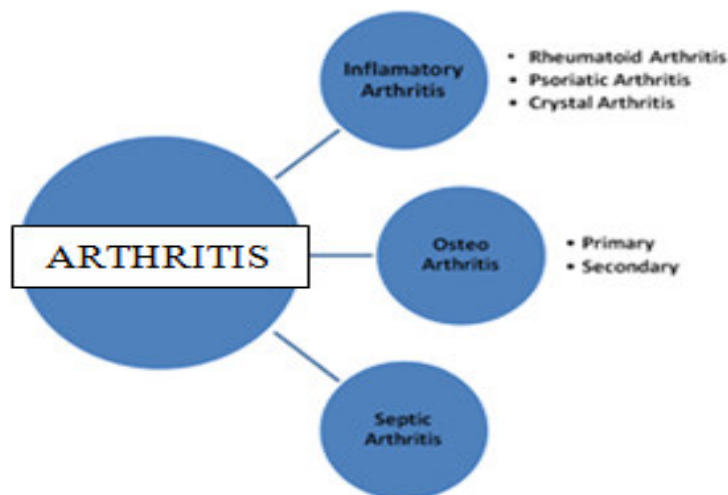 Inflamatory
Arthritis
• Rheumatoid Arthritis
• Psoriatic Arthritis
• Crystal Arthritis
ARTHRITIS
Osteo
Arthritis
• Primary
• Secondary
Septic
Arthritis